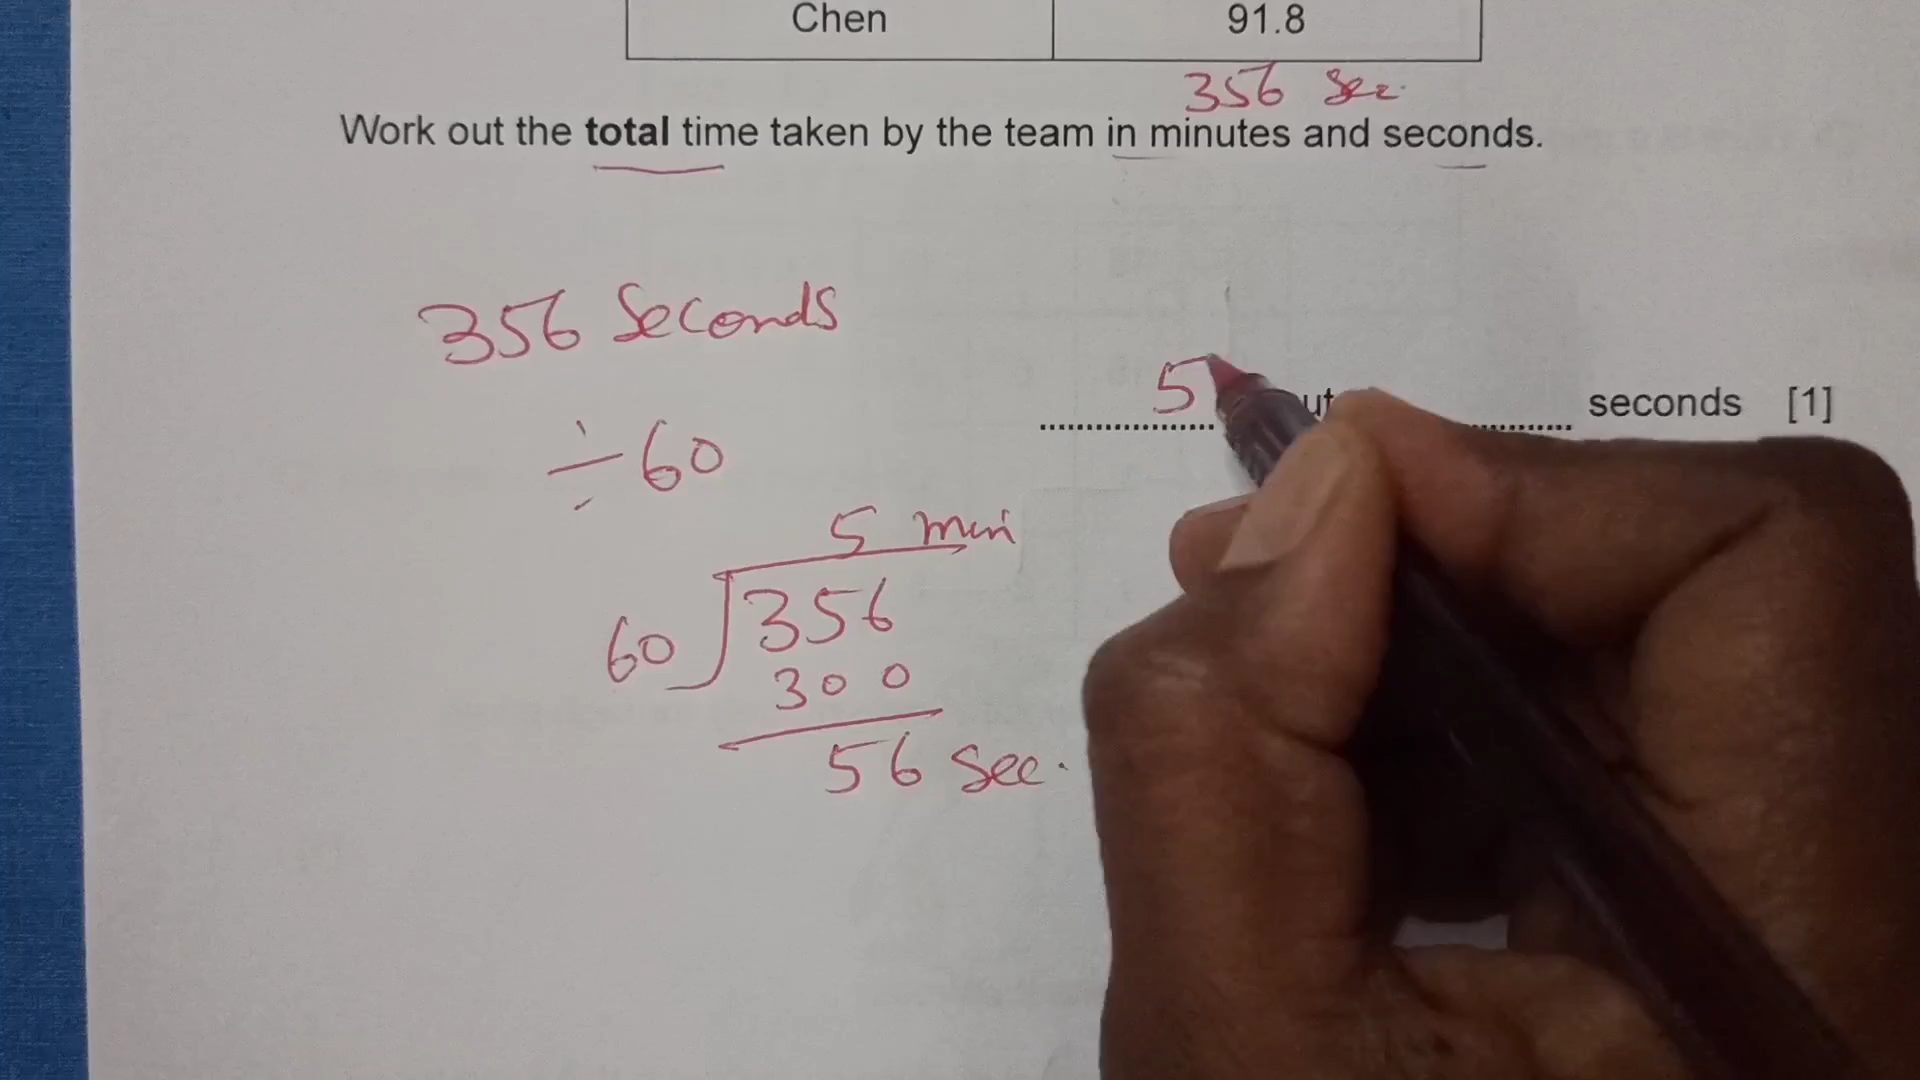 Chen 91.8
356 Sec.
Work out the total time taken by the team in minutes and seconds.
356 Seconds
5 seconds [1]
÷ 60
5 min
60 356
300
56 Sec.